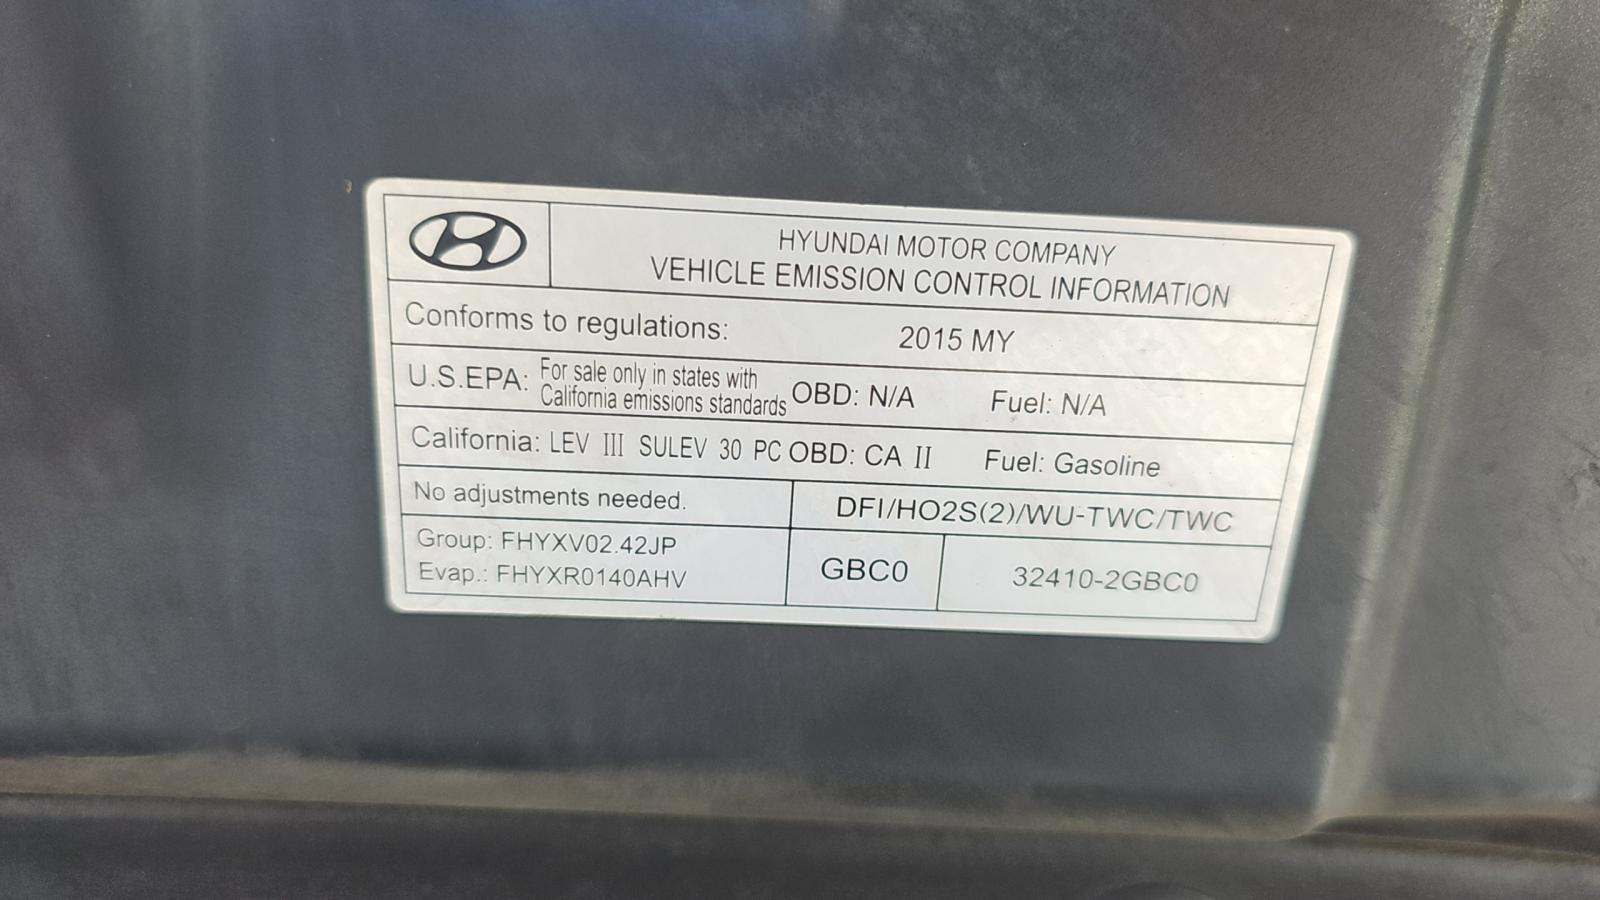 HYUNDAI MOTOR COMPANY
VEHICLE EMISSION CONTROL INFORMATION
Conforms to regulations: 2015 MY
U.S.EPA: For sale only in states with California emissions standards OBD: N/A Fuel: N/A
California: LEV III SULEV 30 PC OBD: CA II Fuel: Gasoline
No adjustments needed. DFI/HO2S(2)/WU-TWC/TWC
Group: FHYXV02.42JP
Evap.: FHYXR0140AHV
GBC0 32410-2GBC0